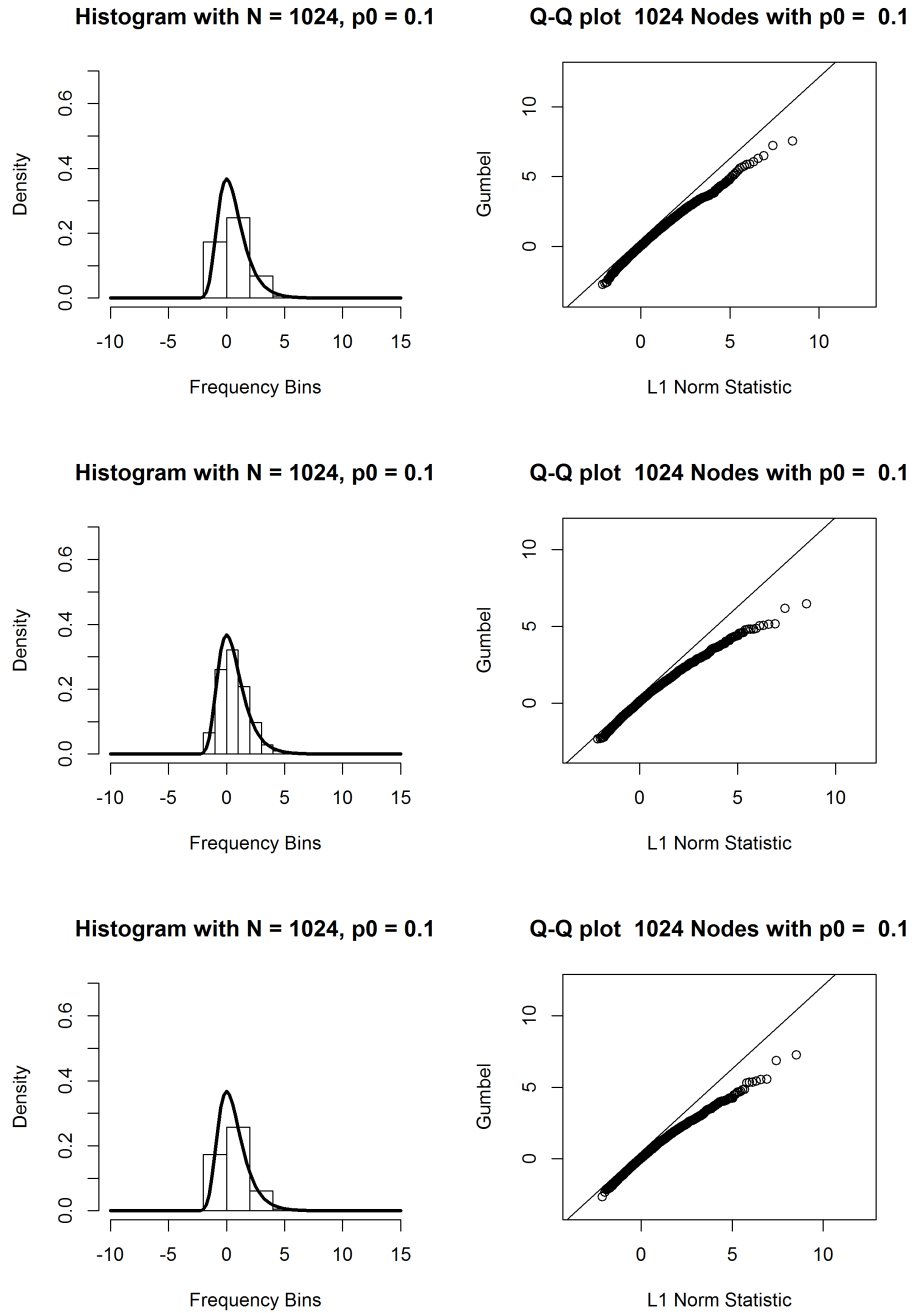 Histogram with N = 1024, p0 = 0.1
Q-Q plot  1024 Nodes with p0 =  0.1
Density
0.0 0.2 0.4 0.6
-10 -5 0 5 10 15
Frequency Bins
Gumbel
0 5 10
0 5 10
L1 Norm Statistic
Histogram with N = 1024, p0 = 0.1
Q-Q plot  1024 Nodes with p0 =  0.1
Density
0.0 0.2 0.4 0.6
-10 -5 0 5 10 15
Frequency Bins
Gumbel
0 5 10
0 5 10
L1 Norm Statistic
Histogram with N = 1024, p0 = 0.1
Q-Q plot  1024 Nodes with p0 =  0.1
Density
0.0 0.2 0.4 0.6
-10 -5 0 5 10 15
Frequency Bins
Gumbel
0 5 10
0 5 10
L1 Norm Statistic